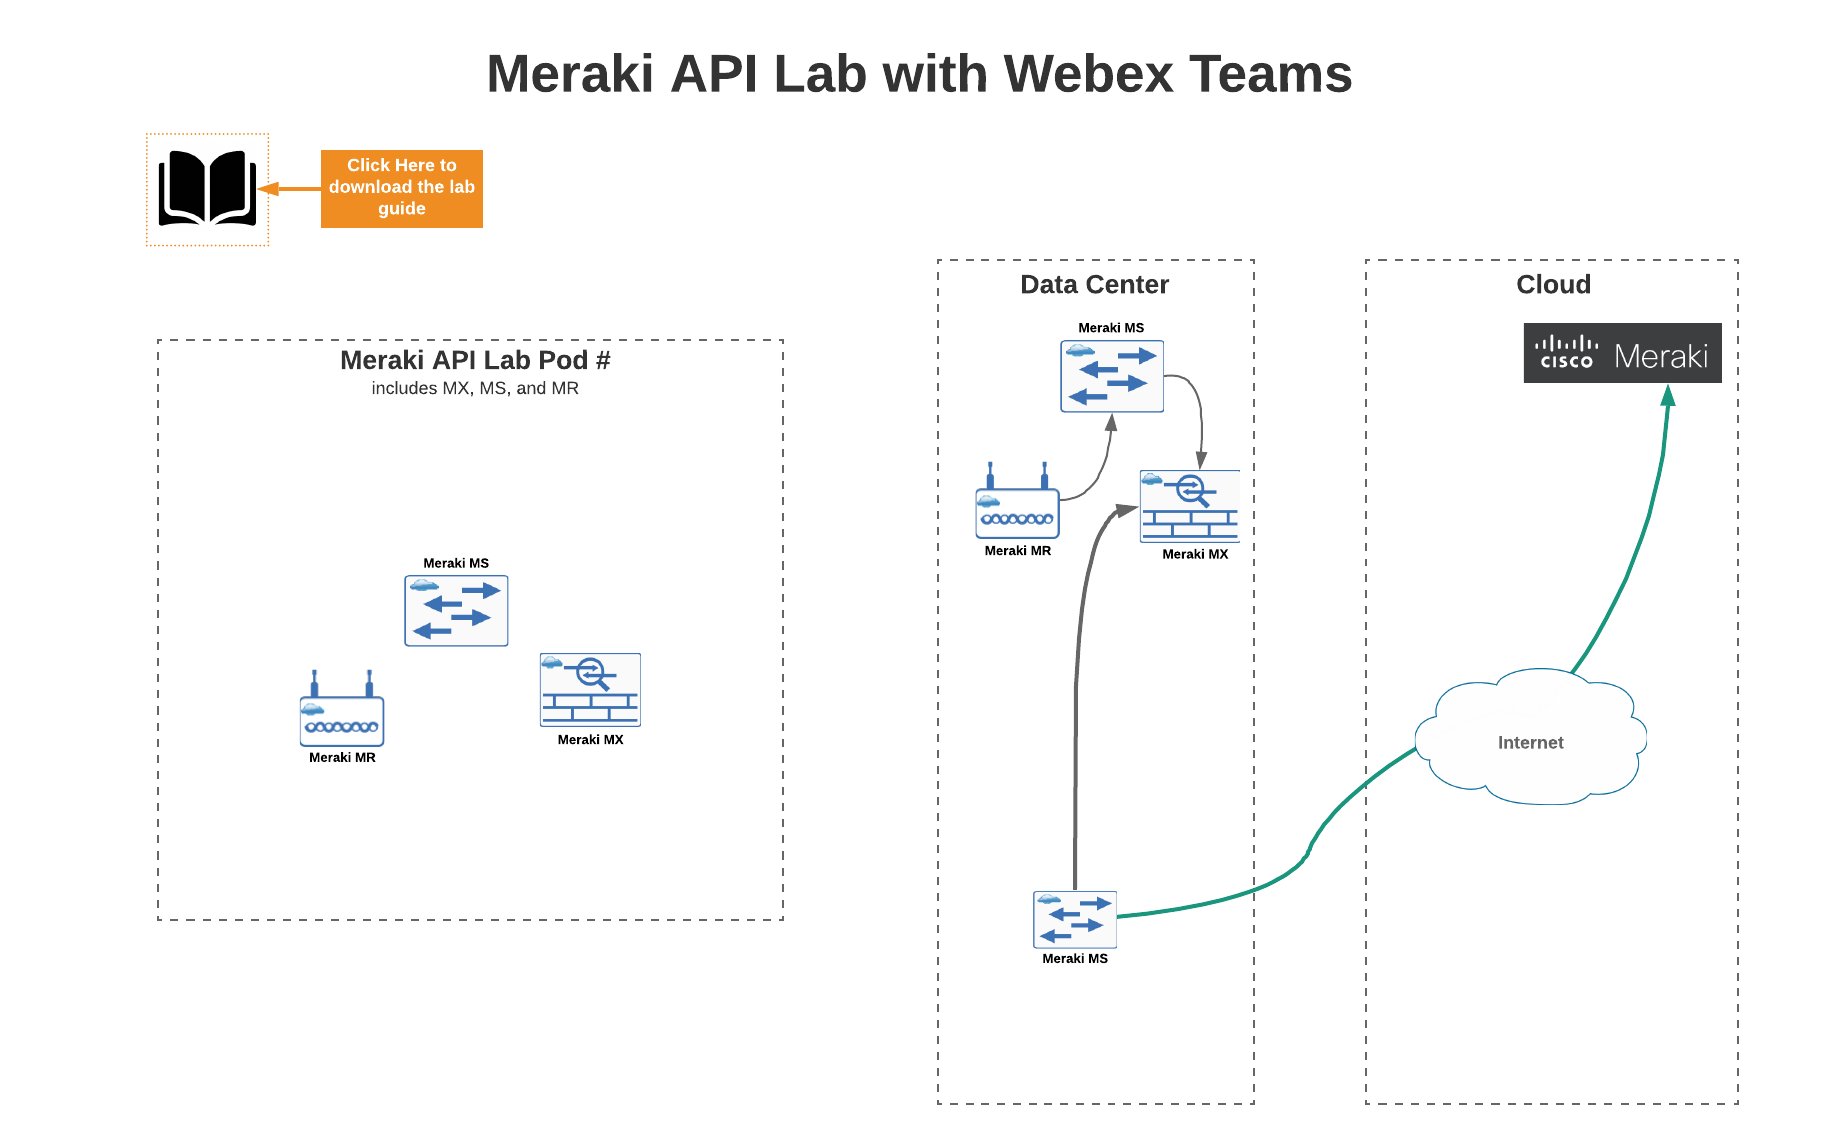 Meraki API Lab with Webex Teams
Click Here to
download the lab
guide
Meraki API Lab Pod #
includes MX, MS, and MR
Meraki MS
Meraki MR
Meraki MX
Data Center
Meraki MS
Meraki MR
Meraki MX
Meraki MS
Cloud
cisco Meraki
Internet